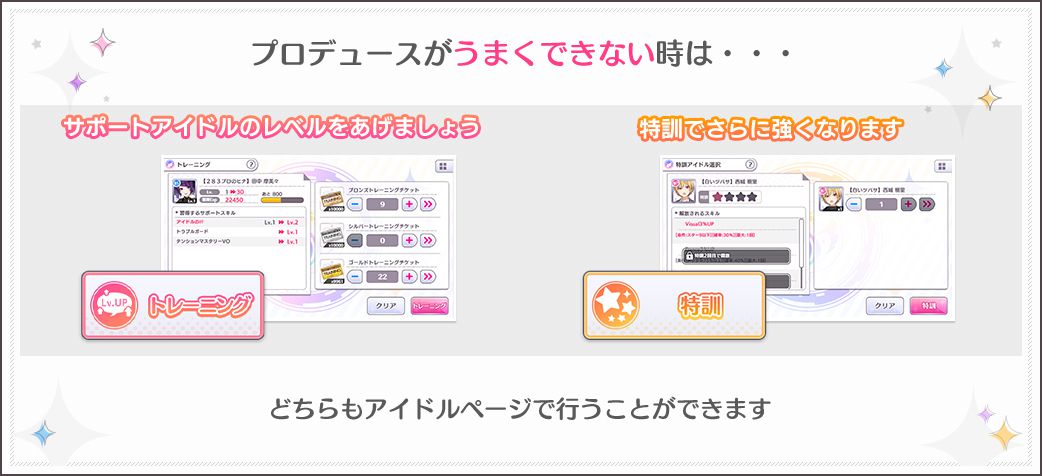 プロデュースがうまくできない時は・・・
サポートアイドルのレベルをあげましょう
特訓でさらに強くなります
トレーニング
?
【283プロのヒナ】田中 摩美々
Lv. 1 30
22450
あと 800
習得するサポートスキル
アイドルの絆 Lv.1 Lv.2
トラブルガード Lv.1
テンションマスタリーVO Lv.1
ブロンズトレーニングチケット
9
シルバートレーニングチケット
0
ゴールドトレーニングチケット
22
クリア
トレーニング
Lv.UP
トレーニング
特訓アイドル選択
?
【白いツバサ】西城 樹里
解放されるスキル
特訓2回目で開放
【白いツバサ】西城 樹里
1
クリア
特訓
特訓
どちらもアイドルページで行うことができます